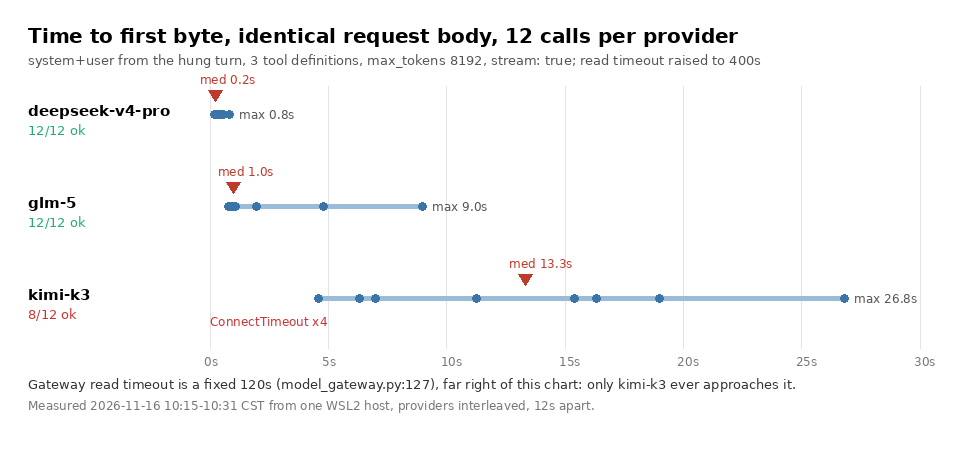 Time to first byte, identical request body, 12 calls per provider
system+user from the hung turn, 3 tool definitions, max_tokens 8192, stream: true; read timeout raised to 400s
med 0.2s
deepseek-v4-pro
max 0.8s
12/12 ok
med 1.0s
glm-5
max 9.0s
12/12 ok
med 13.3s
kimi-k3
max 26.8s
8/12 ok
ConnectTimeout x4
0s 5s 10s 15s 20s 25s 30s
Gateway read timeout is a fixed 120s (model_gateway.py:127), far right of this chart: only kimi-k3 ever approaches it.
Measured 2026-11-16 10:15-10:31 CST from one WSL2 host, providers interleaved, 12s apart.